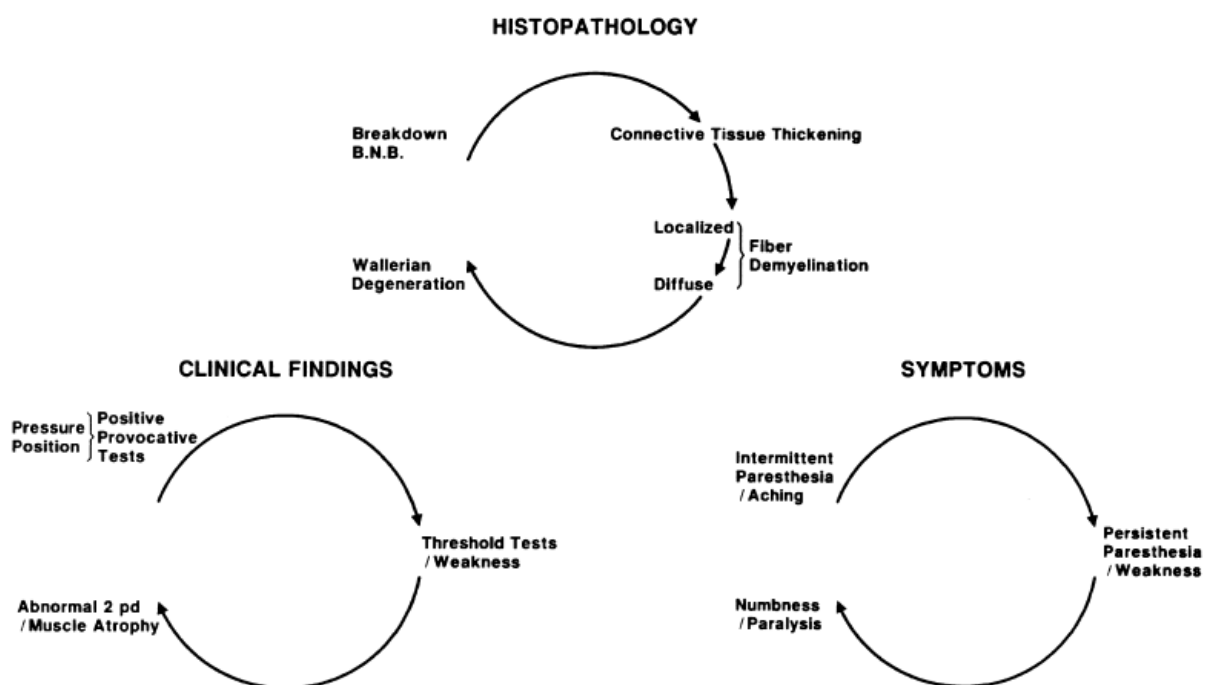 HISTOPATHOLOGY
Breakdown
B.N.B.
Connective Tissue Thickening
Localized
Fiber
Demyelination
Diffuse
Wallerian
Degeneration
CLINICAL FINDINGS
Pressure
Position
Positive
Provocative
Tests
Threshold Tests
/Weakness
Abnormal 2 pd
/Muscle Atrophy
SYMPTOMS
Intermittent
Paresthesia
/Aching
Persistent
Paresthesia
/Weakness
Numbness
/Paralysis